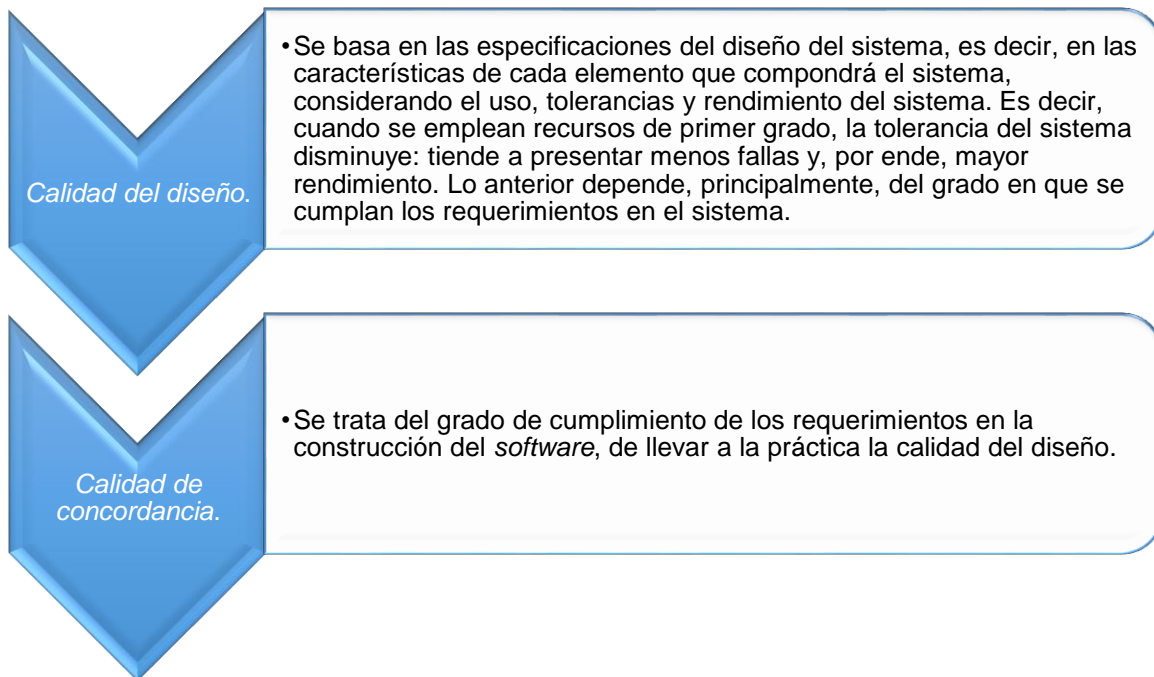 Calidad del diseño.
•Se basa en las especificaciones del diseño del sistema, es decir, en las
características de cada elemento que compondrá el sistema,
considerando el uso, tolerancias y rendimiento del sistema. Es decir,
cuando se emplean recursos de primer grado, la tolerancia del sistema
disminuye: tiende a presentar menos fallas y, por ende, mayor
rendimiento. Lo anterior depende, principalmente, del grado en que se
cumplan los requerimientos en el sistema.
Calidad de
concordancia.
•Se trata del grado de cumplimiento de los requerimientos en la
construcción del software, de llevar a la práctica la calidad del diseño.